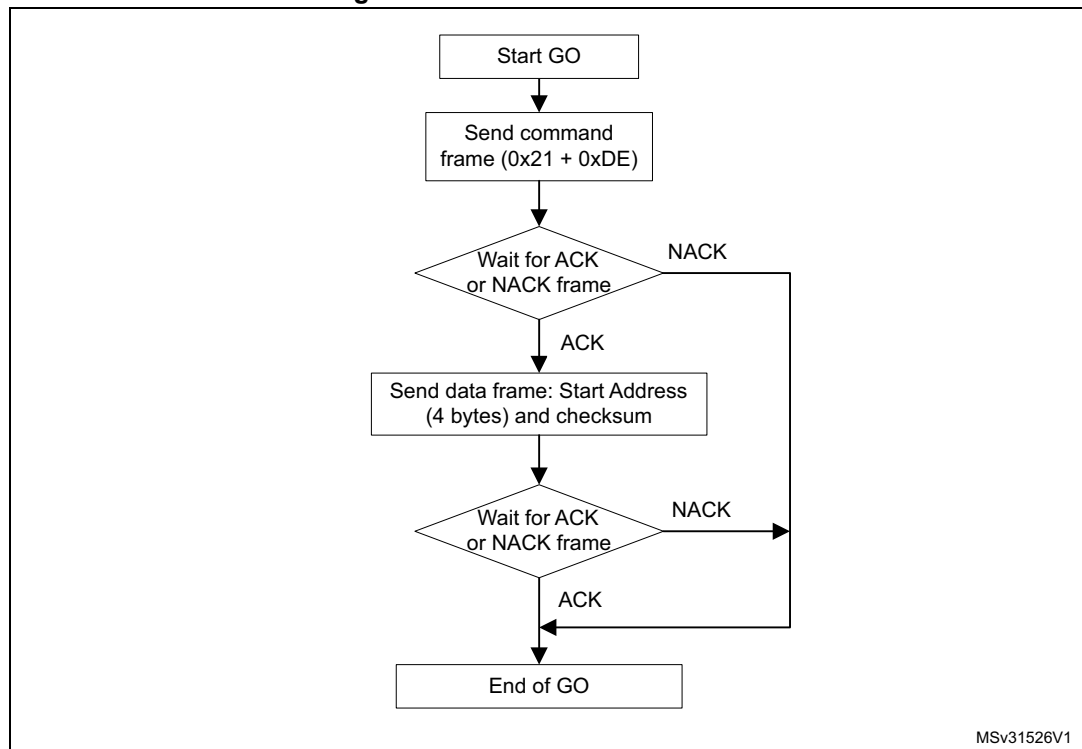 Start GO
Send command
frame (0x21 + 0xDE)
Wait for ACK
or NACK frame
NACK
ACK
Send data frame: Start Address
(4 bytes) and checksum
Wait for ACK
or NACK frame
NACK
ACK
End of GO
MSv31526V1